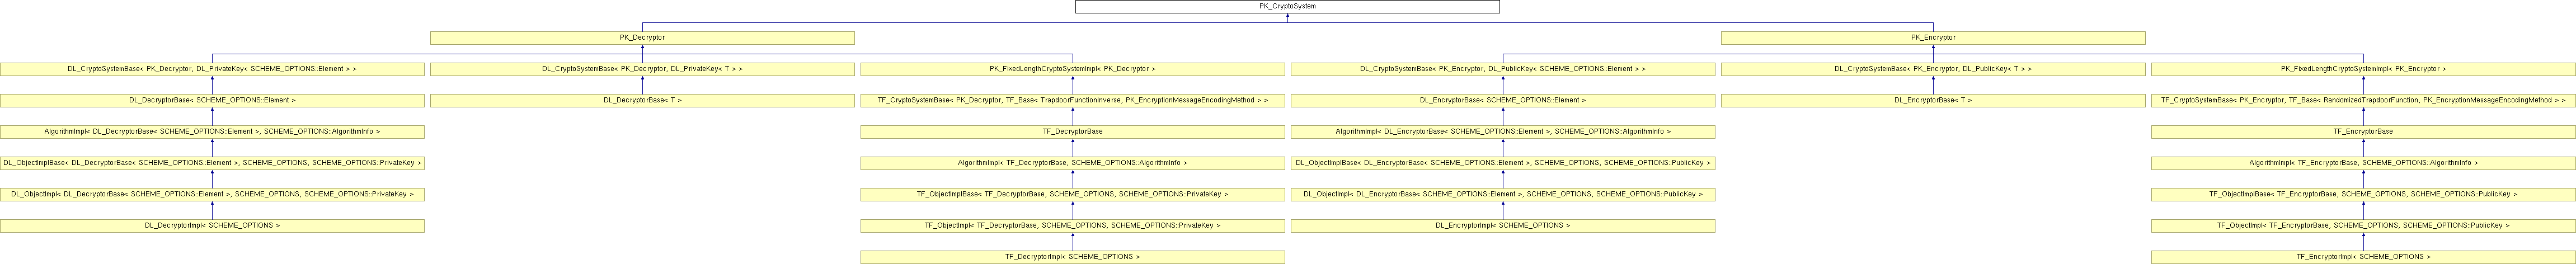 PK_CryptoSystem
PK_Decryptor
PK_Encryptor
DL_CryptoSystemBase< PK_Decryptor, DL_PrivateKey< SCHEME_OPTIONS::Element > >
DL_CryptoSystemBase< PK_Decryptor, DL_PrivateKey< T > >
PK_FixedLengthCryptoSystemImpl< PK_Decryptor >
DL_CryptoSystemBase< PK_Encryptor, DL_PublicKey< SCHEME_OPTIONS::Element > >
DL_CryptoSystemBase< PK_Encryptor, DL_PublicKey< T > >
PK_FixedLengthCryptoSystemImpl< PK_Encryptor >
DL_DecryptorBase< SCHEME_OPTIONS::Element >
DL_DecryptorBase< T >
TF_CryptoSystemBase< PK_Decryptor, TF_Base< TrapdoorFunctionInverse, PK_EncryptionMessageEncodingMethod > >
DL_EncryptorBase< SCHEME_OPTIONS::Element >
DL_EncryptorBase< T >
TF_CryptoSystemBase< PK_Encryptor, TF_Base< RandomizedTrapdoorFunction, PK_EncryptionMessageEncodingMethod > >
AlgorithmImpl< DL_DecryptorBase< SCHEME_OPTIONS::Element >, SCHEME_OPTIONS::AlgorithmInfo >
TF_DecryptorBase
AlgorithmImpl< DL_EncryptorBase< SCHEME_OPTIONS::Element >, SCHEME_OPTIONS::AlgorithmInfo >
TF_EncryptorBase
DL_ObjectImplBase< DL_DecryptorBase< SCHEME_OPTIONS::Element >, SCHEME_OPTIONS, SCHEME_OPTIONS::PrivateKey >
AlgorithmImpl< TF_DecryptorBase, SCHEME_OPTIONS::AlgorithmInfo >
DL_ObjectImplBase< DL_EncryptorBase< SCHEME_OPTIONS::Element >, SCHEME_OPTIONS, SCHEME_OPTIONS::PublicKey >
AlgorithmImpl< TF_EncryptorBase, SCHEME_OPTIONS::AlgorithmInfo >
DL_ObjectImpl< DL_DecryptorBase< SCHEME_OPTIONS::Element >, SCHEME_OPTIONS, SCHEME_OPTIONS::PrivateKey >
TF_ObjectImplBase< TF_DecryptorBase, SCHEME_OPTIONS, SCHEME_OPTIONS::PrivateKey >
DL_ObjectImpl< DL_EncryptorBase< SCHEME_OPTIONS::Element >, SCHEME_OPTIONS, SCHEME_OPTIONS::PublicKey >
TF_ObjectImplBase< TF_EncryptorBase, SCHEME_OPTIONS, SCHEME_OPTIONS::PublicKey >
DL_DecryptorImpl< SCHEME_OPTIONS >
TF_ObjectImpl< TF_DecryptorBase, SCHEME_OPTIONS, SCHEME_OPTIONS::PrivateKey >
DL_EncryptorImpl< SCHEME_OPTIONS >
TF_ObjectImpl< TF_EncryptorBase, SCHEME_OPTIONS, SCHEME_OPTIONS::PublicKey >
TF_DecryptorImpl< SCHEME_OPTIONS >
TF_EncryptorImpl< SCHEME_OPTIONS >